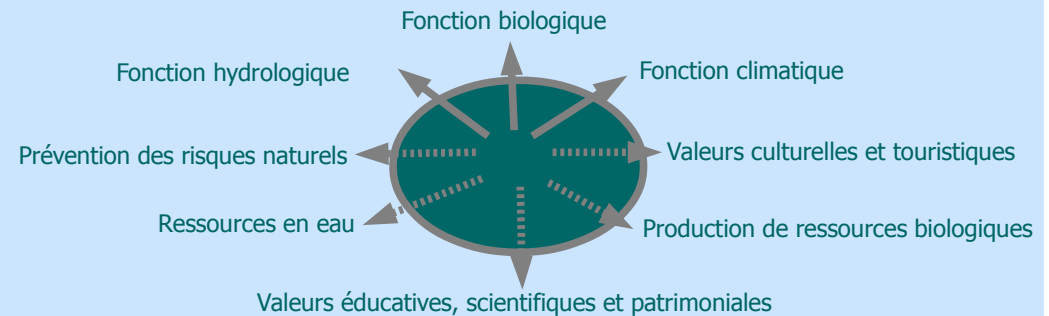 Fonction biologique
Fonction hydrologique
Fonction climatique
Prévention des risques naturels
Valeurs culturelles et touristiques
Ressources en eau
Production de ressources biologiques
Valeurs éducatives, scientifiques et patrimoniales